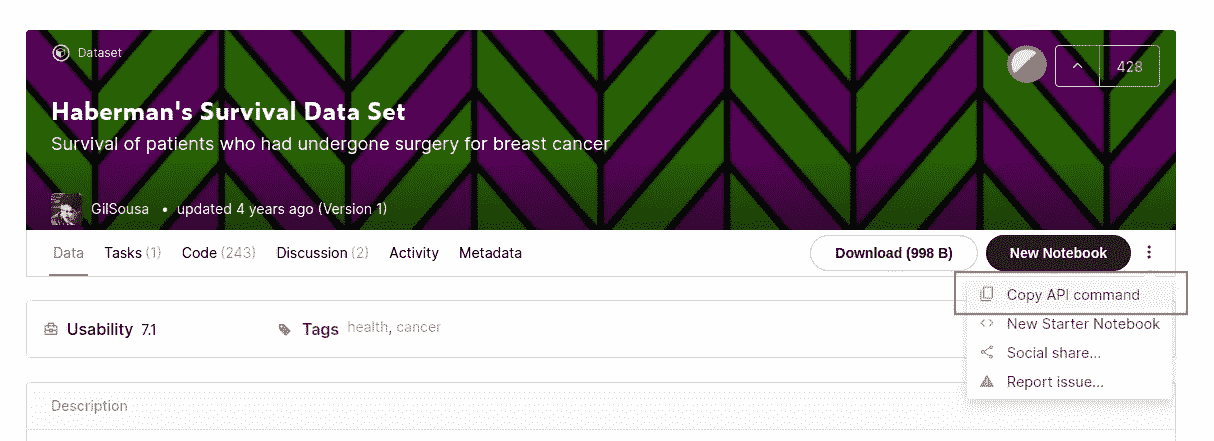 Dataset
428
Haberman's Survival Data Set
Survival of patients who had undergone surgery for breast cancer
GilSousa • updated 4 years ago (Version 1)
Data Tasks (1) Code (243) Discussion (2) Activity Metadata Download (998 B) New Notebook
Copy API command
Usability 7.1 Tags health, cancer
New Starter Notebook
Social share...
Report issue...
Description